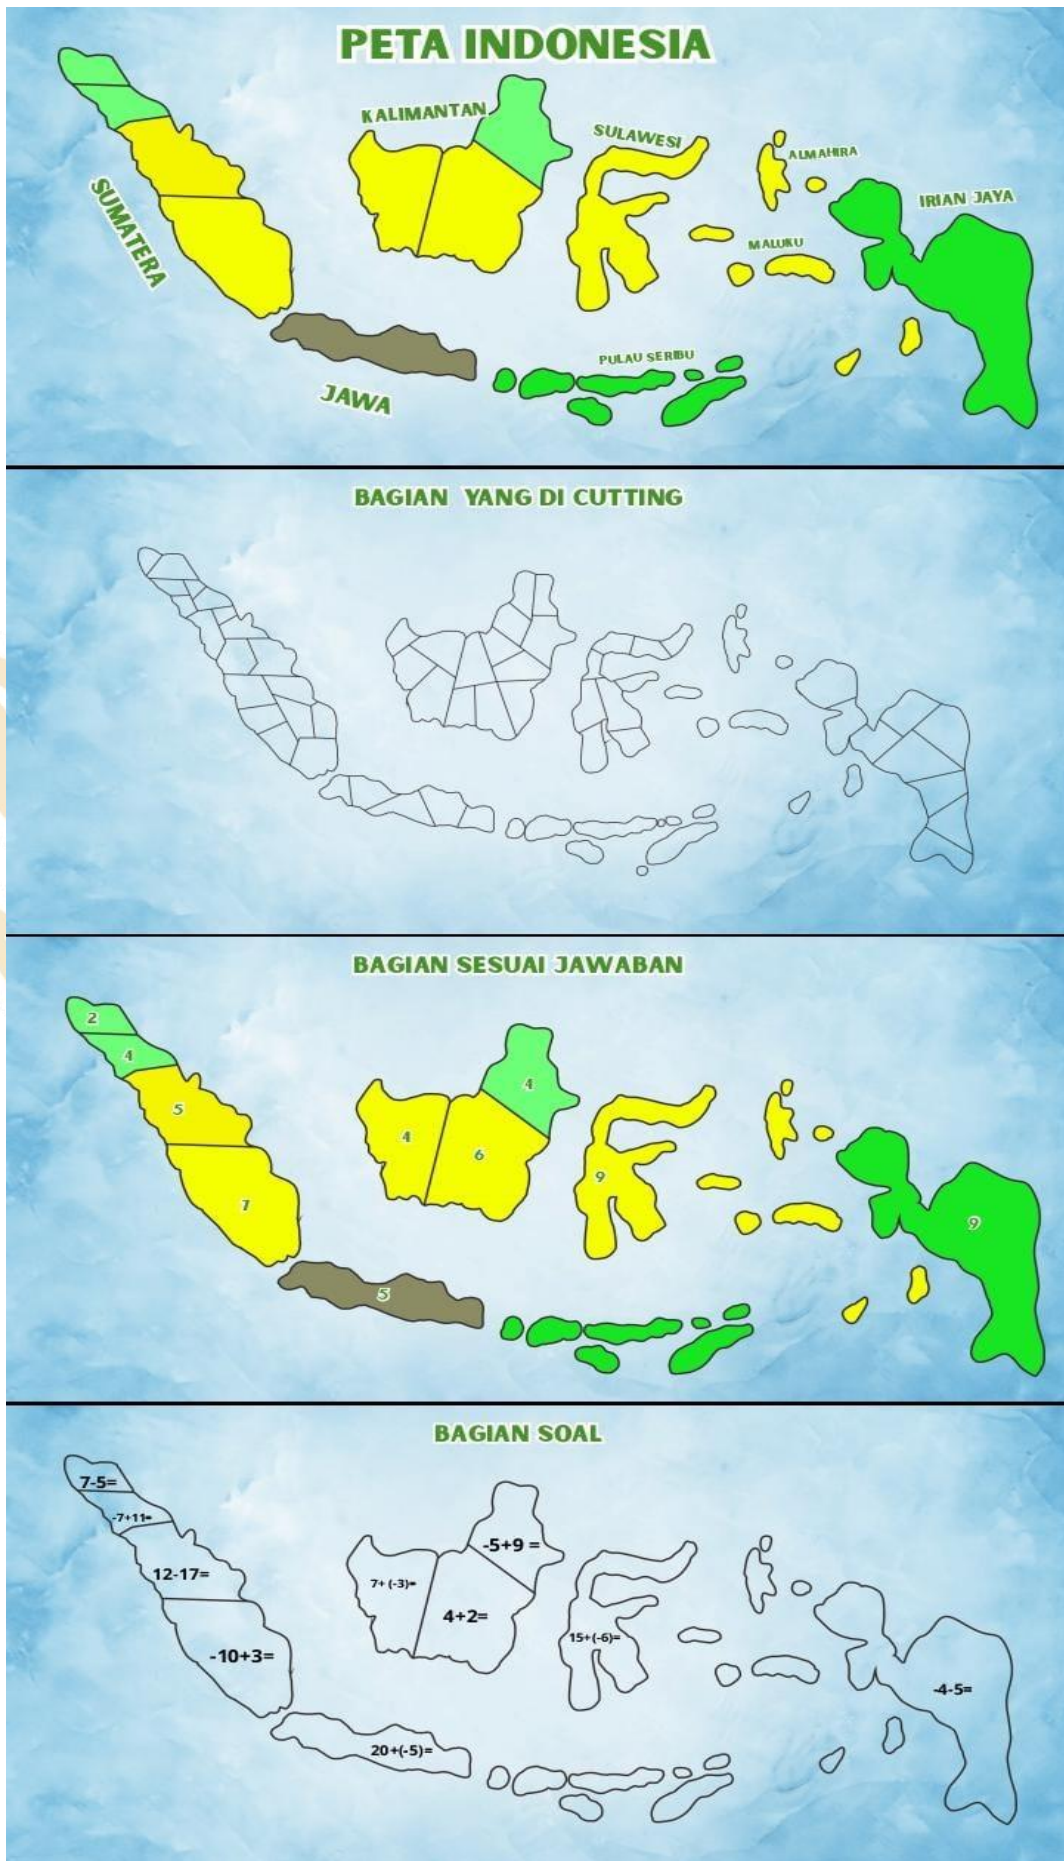 PETA INDONESIA
KALIMANTAN
SULAWESI
ALMAHIRA
IRIAN JAYA
SUMATERA
MALUKU
PULAU SERIBU
JAWA
BAGIAN YANG DI CUTTING
BAGIAN SESUAI JAWABAN
2
4
4
5
4
6
9
7
9
5
BAGIAN SOAL
7-5=
-7+11=
-5+9 =
12-17=
7+ (-3)=
4+2=
15+(-6)=
-10+3=
-4-5=
20+(-5)=